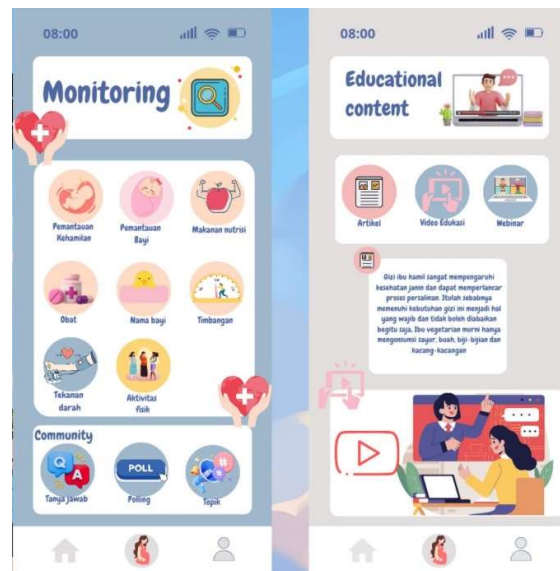 08:00
Monitoring
Pemantauan
Kehamilan
Pemantauan
Bayi
Makanan nutrisi
Obat
Nama bayi
Timbangan
Tekanan
darah
Aktivitas
fisik
Community
Q
A
POLL
Tanya jawab
Polling
Topik
08:00
Educational
content
Artikel
Video Edukasi
Webinar
Gizi ibu hamil sangat mempengaruhi
kesehatan janin dan dapat memperlancar
proses persalinan. Itulah sebabnya
memenuhi kebutuhan gizi ini menjadi hal
yang wajib dan tidak boleh diabaikan
begitu saja. Ibu vegetarian murni hanya
mengonsumsi sayur, buah, biji-bijian dan
kacang-kacangan